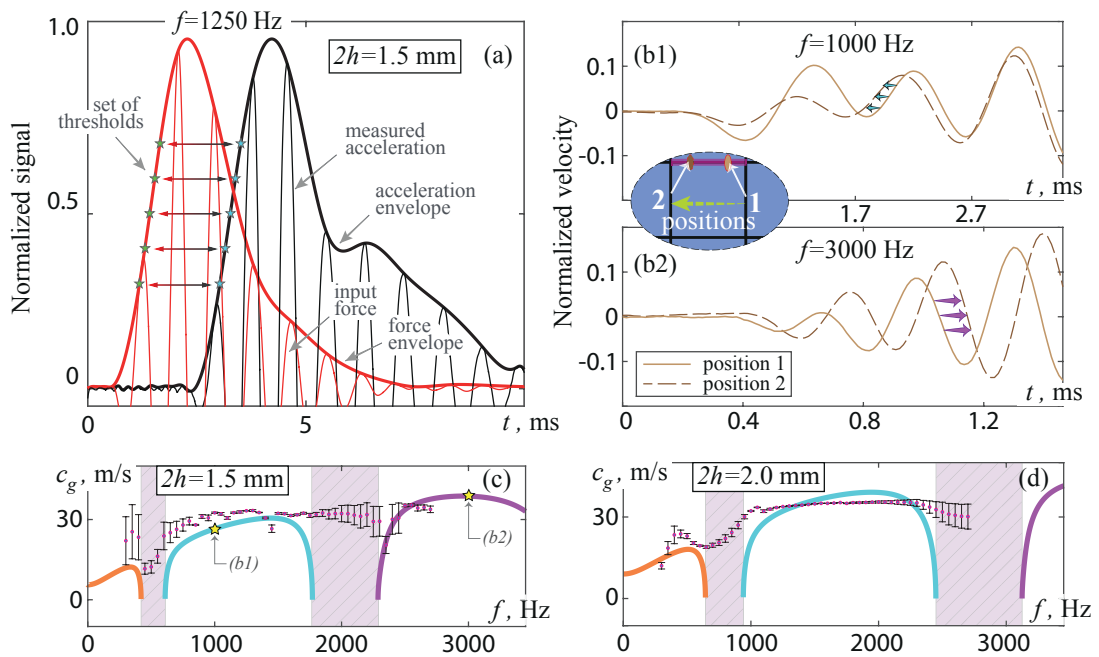 f=1250 Hz
1.0
2h=1.5 mm
(a)
set of
thresholds
measured
acceleration
acceleration
envelope
0.5
input
force
force
envelope
0
Normalized signal
0
5
t , ms
(b1)
f=1000 Hz
0.1
0
-0.1
t , ms
1.7
2.7
2
1
positions
Normalized velocity
(b2)
f=3000 Hz
0.1
0
-0.1
position 1
position 2
t , ms
0
0.4
0.8
1.2
cg , m/s
2h=1.5 mm
(c)
60
30
0
(b1)
(b2)
f , Hz
0
1000
2000
3000
cg , m/s
2h=2.0 mm
(d)
60
30
0
f , Hz
0
1000
2000
3000